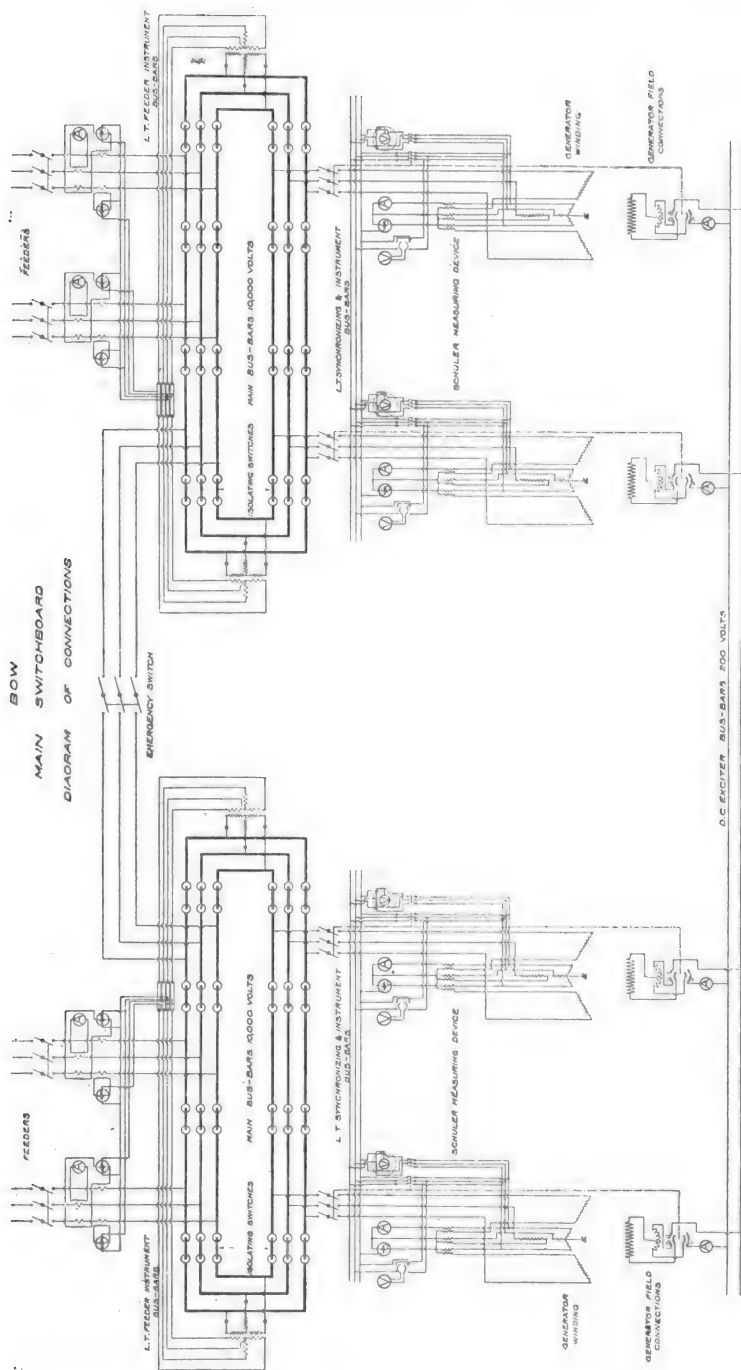 BOW
MAIN SWITCHBOARD
DIAGRAM OF CONNECTIONS
FEEDERS
FEEDERS
L.T. FEEDER INSTRUMENT
BUS-BARS
EMERGENCY SWITCH
L.T. FEEDER INSTRUMENT
BUS-BARS
ISOLATING SWITCHES MAIN BUS-BARS 10,000 VOLTS
ISOLATING SWITCHES MAIN BUS-BARS 10,000 VOLTS
L T SYNCHRONIZING & INSTRUMENT
BUS-BARS
L.T. SYNCHRONIZING & INSTRUMENT
BUS-BARS
SCHULER MEASURING DEVICE
SCHULER MEASURING DEVICE
GENERATOR
WINDING
GENERATOR
WINDING
GENERATOR FIELD
CONNECTIONS
GENERATOR FIELD
CONNECTIONS
D.C EXCITER BUS-BARS 200 VOLTS